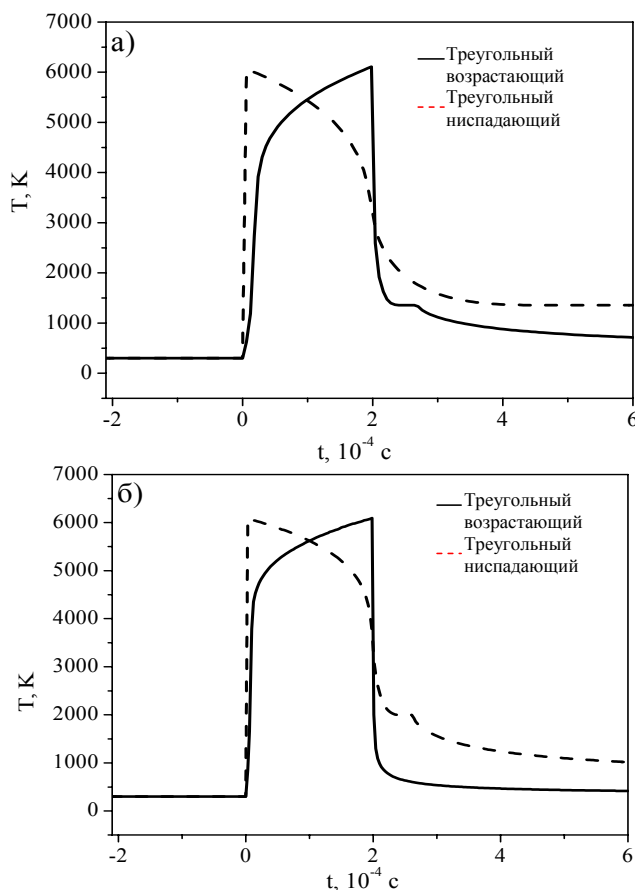 а)
7000
6000
5000
4000
3000
2000
1000
0
T, K
Треугольный
возрастающий
Треугольный
ниспадающий
-2
0
2
4
6
t, 10⁻⁴ с
б)
7000
6000
5000
4000
3000
2000
1000
0
T, K
Треугольный
возрастающий
Треугольный
ниспадающий
-2
0
2
4
6
t, 10⁻⁴ с